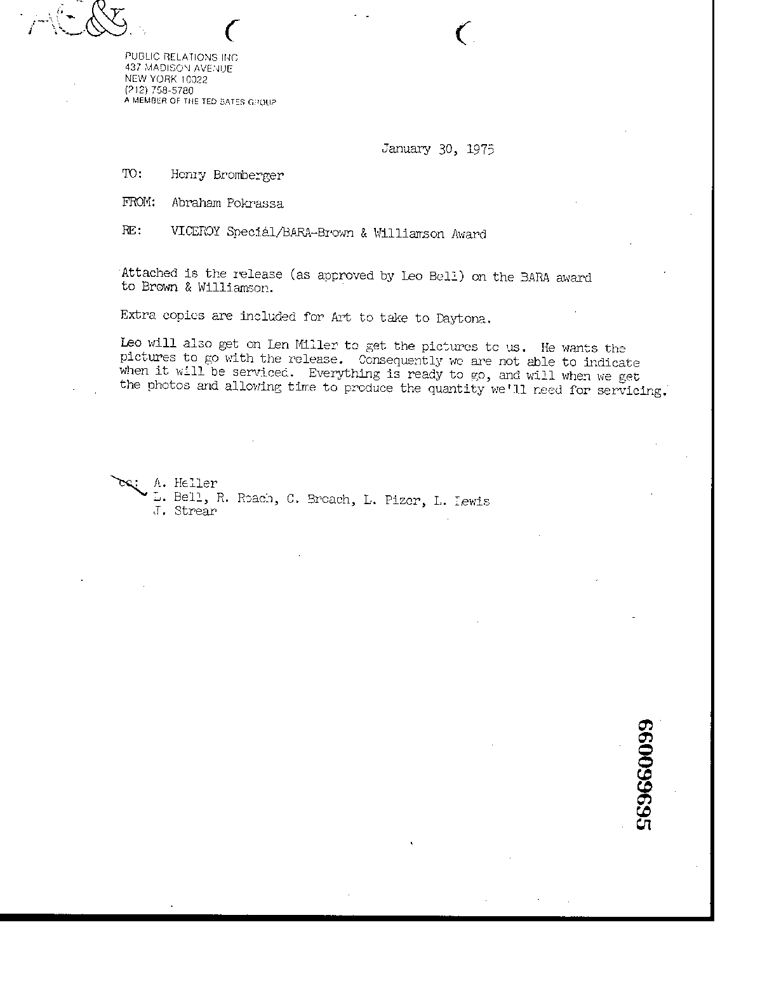 AC&
PUBLIC RELATIONS INC
437 MADISON AVENUE
NEW YORK 10022
(212) 758-5780
A MEMBER OF THE TED BATES GROUP
January 30, 1975
TO: Henry Bromberger
FROM: Abraham Pokrassa
RE: VICEROY Special/BARA-Brown & Williamson Award
Attached is the release (as approved by Leo Bell) on the BARA award
to Brown & Williamson.
Extra copies are included for Art to take to Daytona.
Leo will also get on Len Miller to get the pictures to us. He wants the
pictures to go with the release. Consequently we are not able to indicate
when it will be serviced. Everything is ready to go, and will when we get
the photos and allowing time to produce the quantity we'll need for servicing.
cc: A. Heller
L. Bell, R. Roach, C. Broach, L. Pizer, L. Lewis
J. Strear
660099695